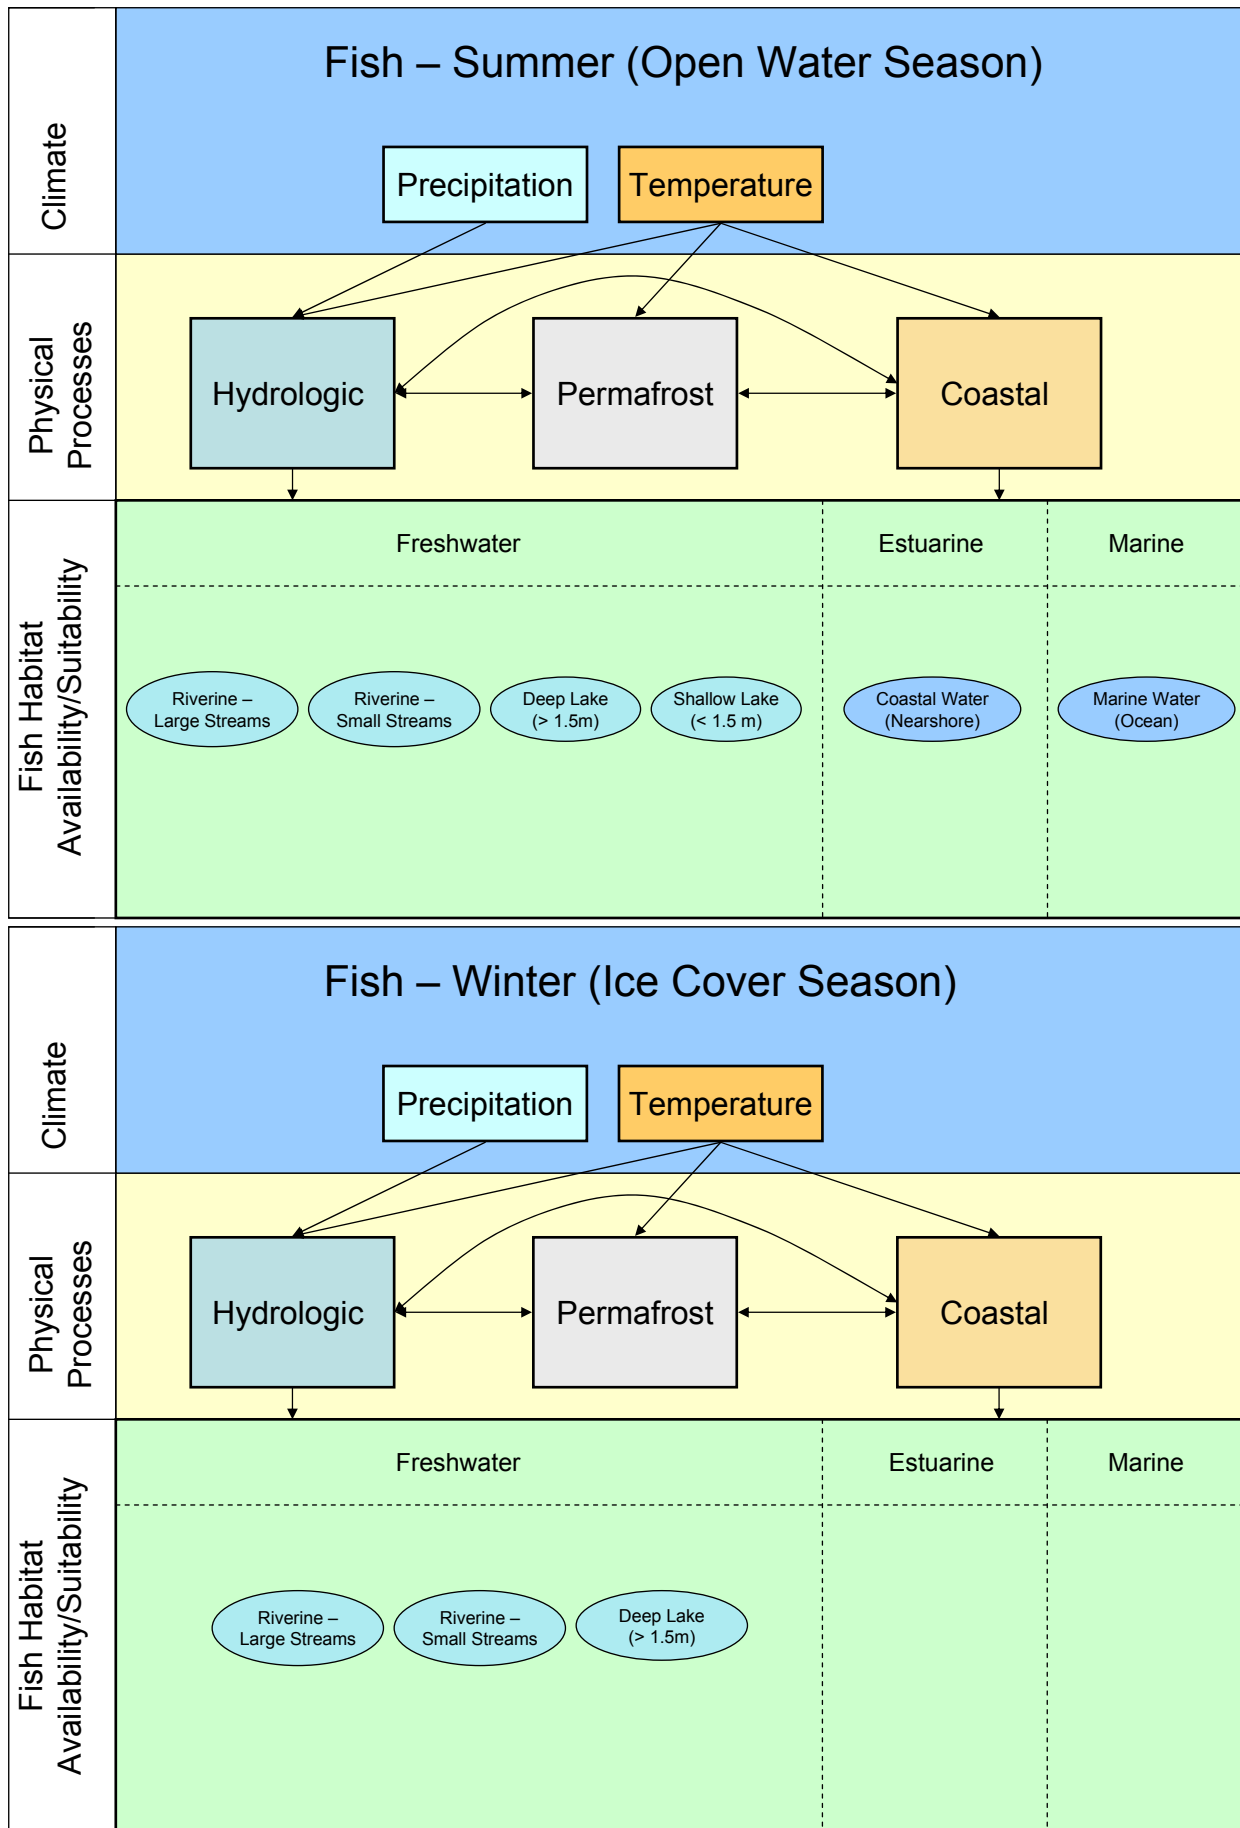 Fish – Summer (Open Water Season)
Climate
Precipitation
Temperature
Physical
Processes
Hydrologic
Permafrost
Coastal
Fish Habitat
Availability/Suitability
Freshwater
Estuarine
Marine
Riverine –
Large Streams
Riverine –
Small Streams
Deep Lake
(> 1.5m)
Shallow Lake
(< 1.5 m)
Coastal Water
(Nearshore)
Marine Water
(Ocean)
Fish – Winter (Ice Cover Season)
Climate
Precipitation
Temperature
Physical
Processes
Hydrologic
Permafrost
Coastal
Fish Habitat
Availability/Suitability
Freshwater
Estuarine
Marine
Riverine –
Large Streams
Riverine –
Small Streams
Deep Lake
(> 1.5m)